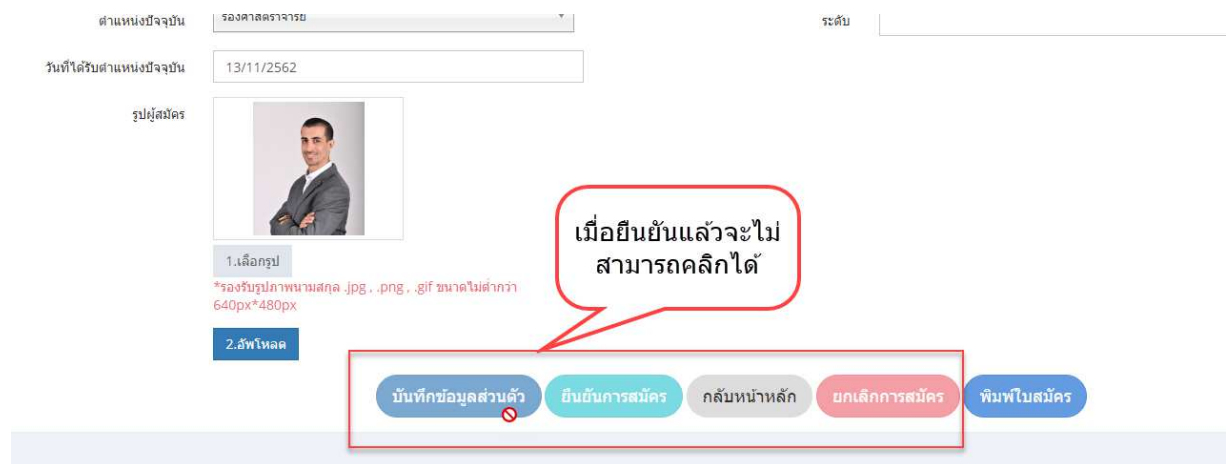 ตำแหน่งปัจจุบัน
รองศาสตราจารย์
ระดับ
วันที่ได้รับตำแหน่งปัจจุบัน
13/11/2562
รูปผู้สมัคร
เมื่อยืนยันแล้วจะไม่
สามารถคลิกได้
1.เลือกรูป
*รองรับรูปภาพนามสกุล .jpg , .png , .gif ขนาดไม่ต่ำกว่า
640px*480px
2.อัพโหลด
บันทึกข้อมูลส่วนตัว
ยืนยันการสมัคร
กลับหน้าหลัก
ยกเลิกการสมัคร
พิมพ์ใบสมัคร